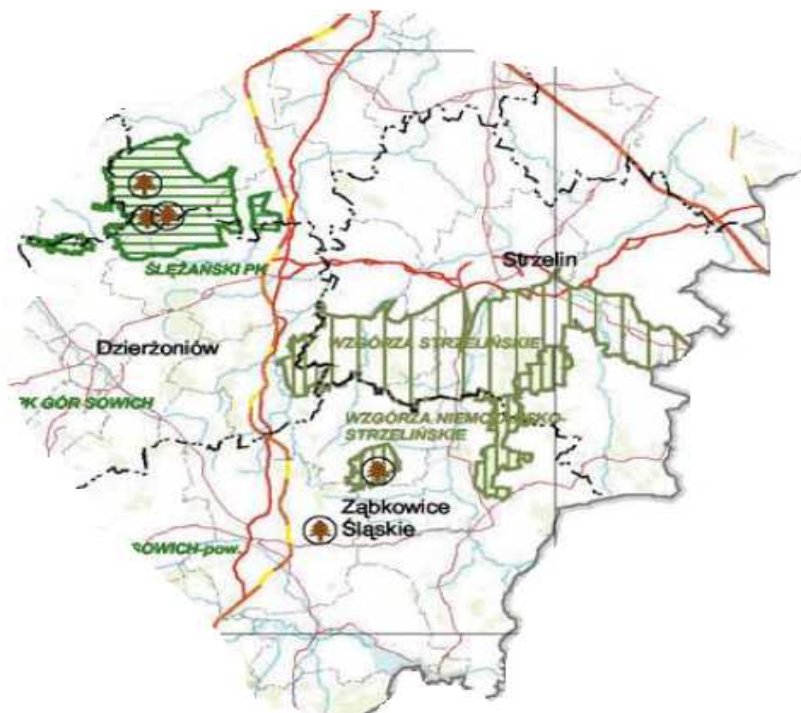 ŚLĘŻAŃSKI PK
Strzelin
Dzierżoniów
WZGÓRZA STRZELIŃSKIE
PK GÓR SOWICH
WZGÓRZA NIEMCZAŃSKO-
STRZELIŃSKIE
Ząbkowice
Śląskie
SOWICH-pow.